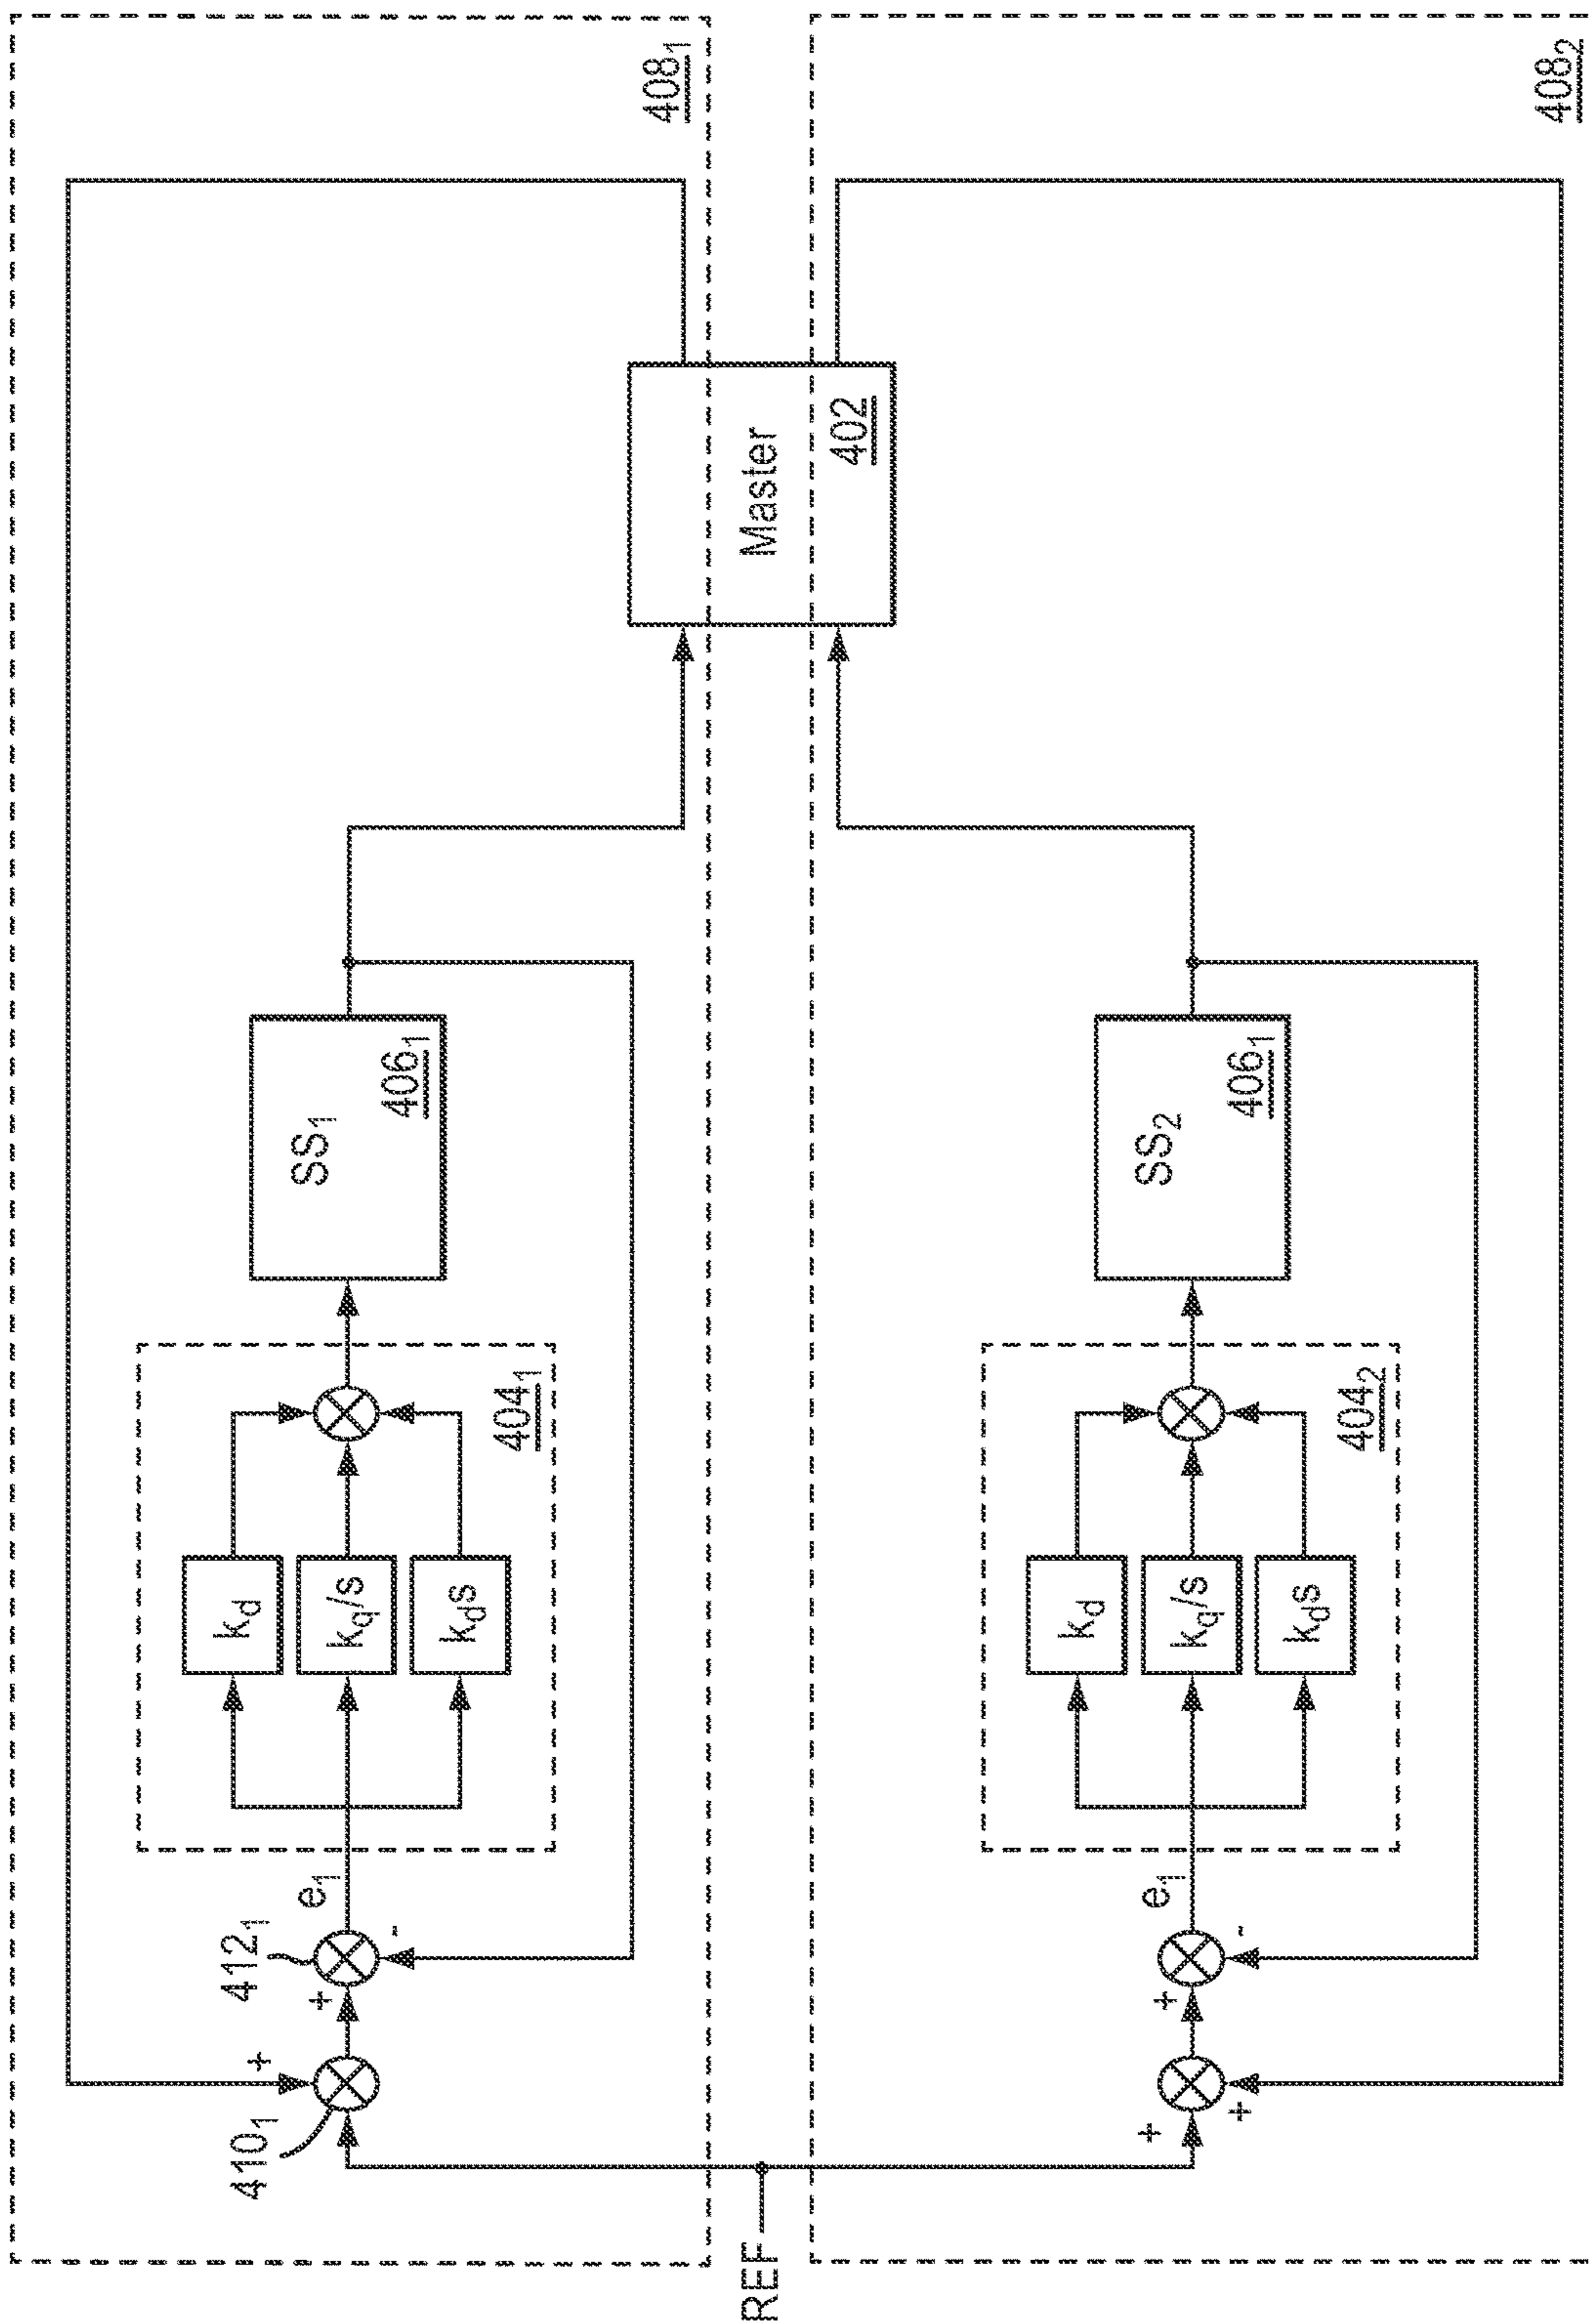 408₁
+
410₁
412₁
+
-
e₁
k_d
k_q/s
k_ds
404₁
SS₁
406₁
Master
402
REF
+
+
+
-
e₁
k_d
k_q/s
k_ds
404₂
SS₂
406₁
408₂